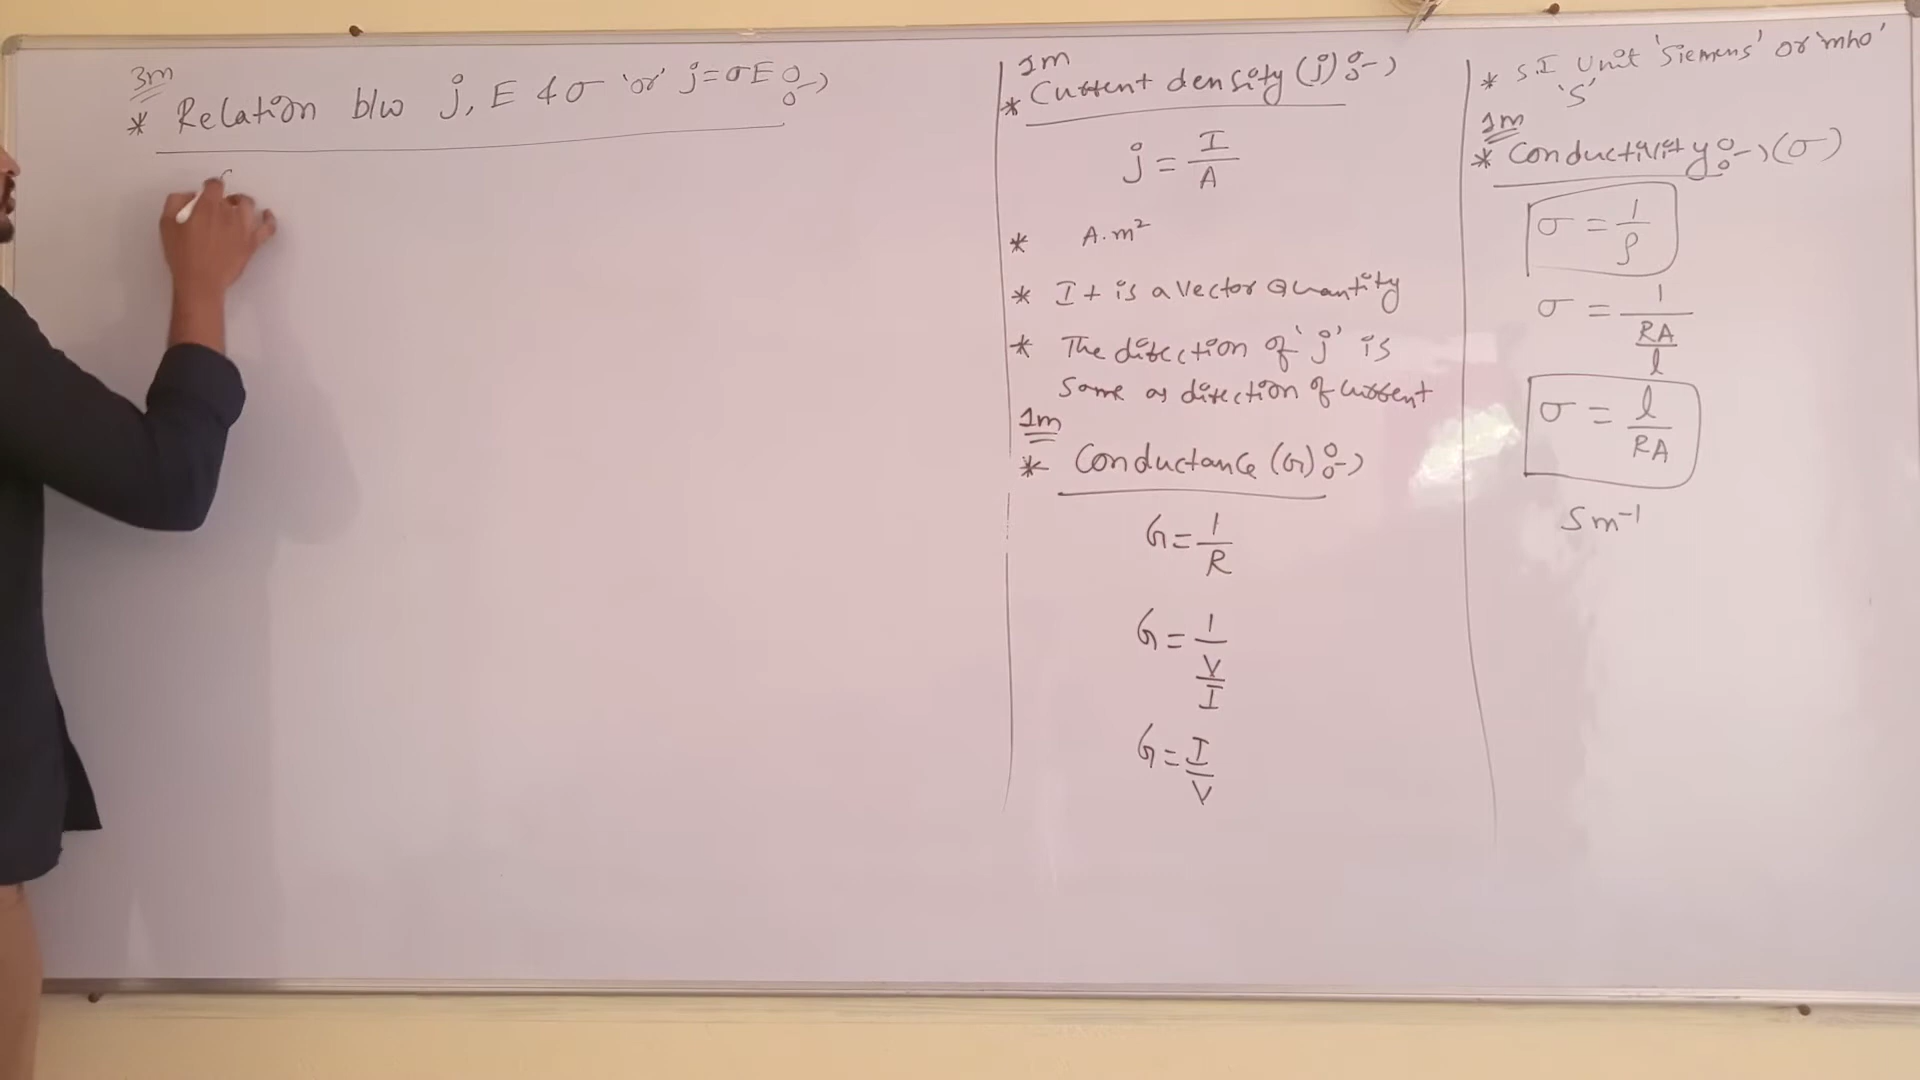 3m
* Relation b/w j, E & σ 'or' j=σE :-)
1m
* Current density (j) :-)
j = I/A
* A.m²
* It is a vector Quantity
* The direction of 'j' is
same as direction of current
1m
* Conductance (G) :-)
G = 1/R
G = 1/(V/I)
G = I/V
* S.I Unit 'Siemens' or 'mho'
'S'
1m
* Conductivity :-) (σ)
σ = 1/ρ
σ = 1/(RA/l)
σ = l/RA
S m⁻¹